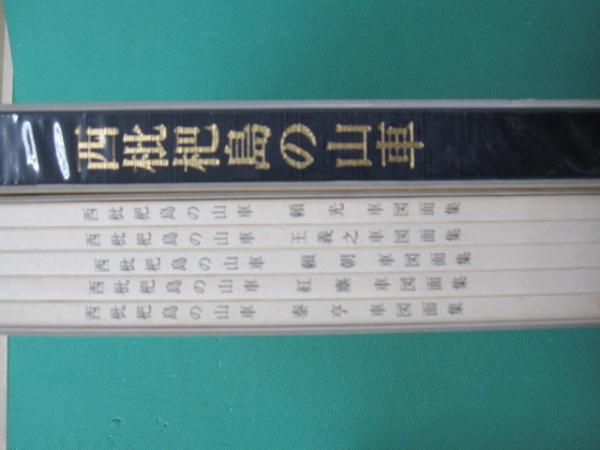 西枇杷島の山車
西枇杷島の山車 頼光車図面集
西枇杷島の山車 王義之車図面集
西枇杷島の山車 頼朝車図面集
西枇杷島の山車 紅塵車図面集
西枇杷島の山車 泰亨車図面集